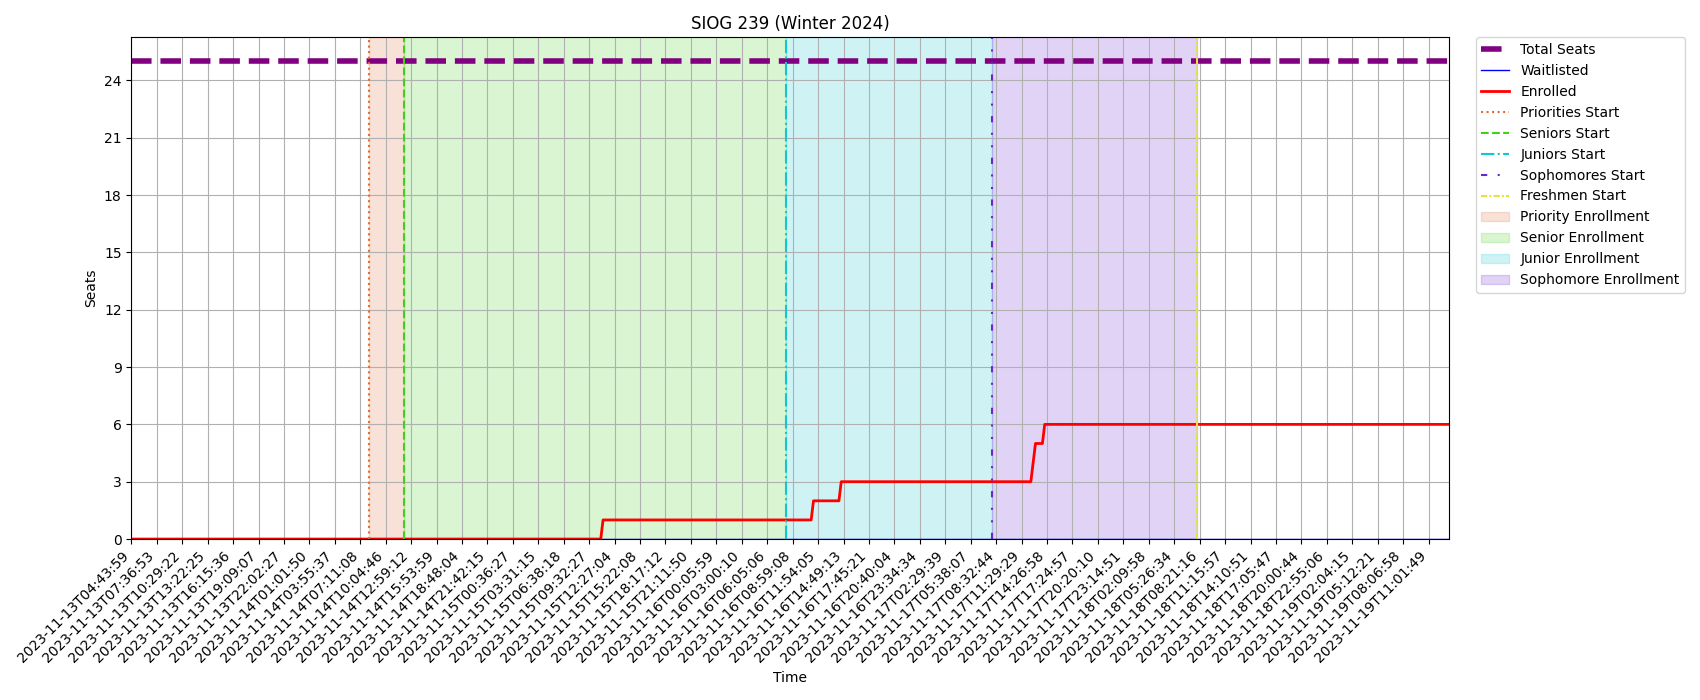 SIOG 239 (Winter 2024)
Seats
24
21
18
15
12
9
6
3
0
2023-11-13T04:43:59
2023-11-13T07:36:53
2023-11-13T10:29:22
2023-11-13T13:22:25
2023-11-13T16:15:36
2023-11-13T19:09:07
2023-11-13T22:02:27
2023-11-14T01:01:50
2023-11-14T03:55:37
2023-11-14T07:11:08
2023-11-14T10:04:46
2023-11-14T12:59:12
2023-11-14T15:53:59
2023-11-14T18:48:04
2023-11-14T21:42:15
2023-11-15T00:36:27
2023-11-15T03:31:15
2023-11-15T06:38:18
2023-11-15T09:32:27
2023-11-15T12:27:04
2023-11-15T15:22:08
2023-11-15T18:17:12
2023-11-15T21:11:50
2023-11-16T00:05:59
2023-11-16T03:00:10
2023-11-16T06:05:06
2023-11-16T08:59:08
2023-11-16T11:54:05
2023-11-16T14:49:13
2023-11-16T17:45:21
2023-11-16T20:40:04
2023-11-16T23:34:34
2023-11-17T02:29:39
2023-11-17T05:38:07
2023-11-17T08:32:44
2023-11-17T11:29:29
2023-11-17T14:26:58
2023-11-17T17:24:57
2023-11-17T20:20:10
2023-11-17T23:14:51
2023-11-18T02:09:58
2023-11-18T05:26:34
2023-11-18T08:21:16
2023-11-18T11:15:57
2023-11-18T14:10:51
2023-11-18T17:05:47
2023-11-18T20:00:44
2023-11-18T22:55:06
2023-11-19T02:04:15
2023-11-19T05:12:21
2023-11-19T08:06:58
2023-11-19T11:01:49
Time
Total Seats
Waitlisted
Enrolled
Priorities Start
Seniors Start
Juniors Start
Sophomores Start
Freshmen Start
Priority Enrollment
Senior Enrollment
Junior Enrollment
Sophomore Enrollment